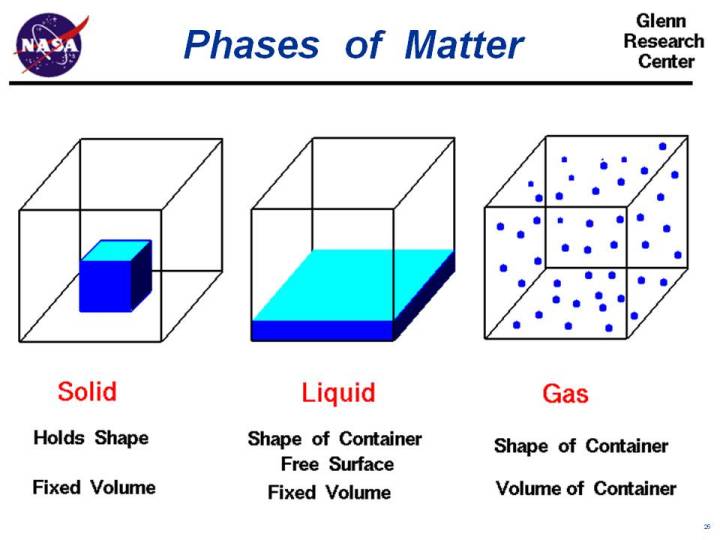 NASA
Phases of Matter
Glenn
Research
Center
Solid
Holds Shape
Fixed Volume
Liquid
Shape of Container
Free Surface
Fixed Volume
Gas
Shape of Container
Volume of Container